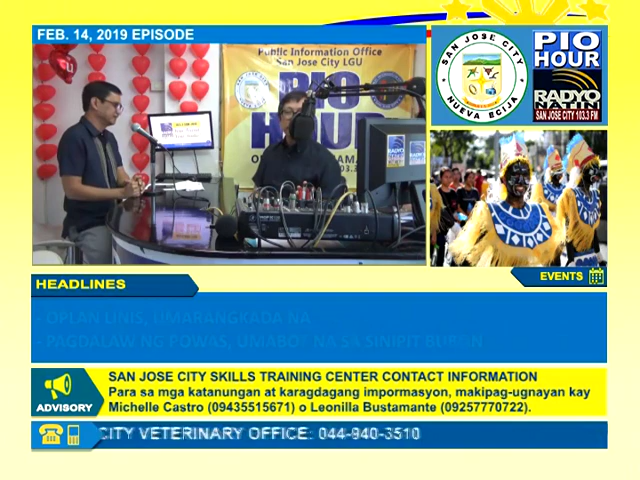 FEB. 14, 2019 EPISODE
Public Information Office
San Jose City LGU
PIO
HOUR
SAN JOSE CITY
NUEVA ECIJA
PIO
HOUR
RADYO
NATIN
SAN JOSE CITY 103.3 FM
EVENTS
HEADLINES
- OPLAN LINIS, UMARANGKADA NA
- PAGDALAW NG POWAS, UMABOT NA SA SINIPIT BUBON
ADVISORY
SAN JOSE CITY SKILLS TRAINING CENTER CONTACT INFORMATION
Para sa mga katanungan at karagdagang impormasyon, makipag-ugnayan kay
Michelle Castro (09435515671) o Leonilla Bustamante (09257770722).
CITY VETERINARY OFFICE: 044-940-3510